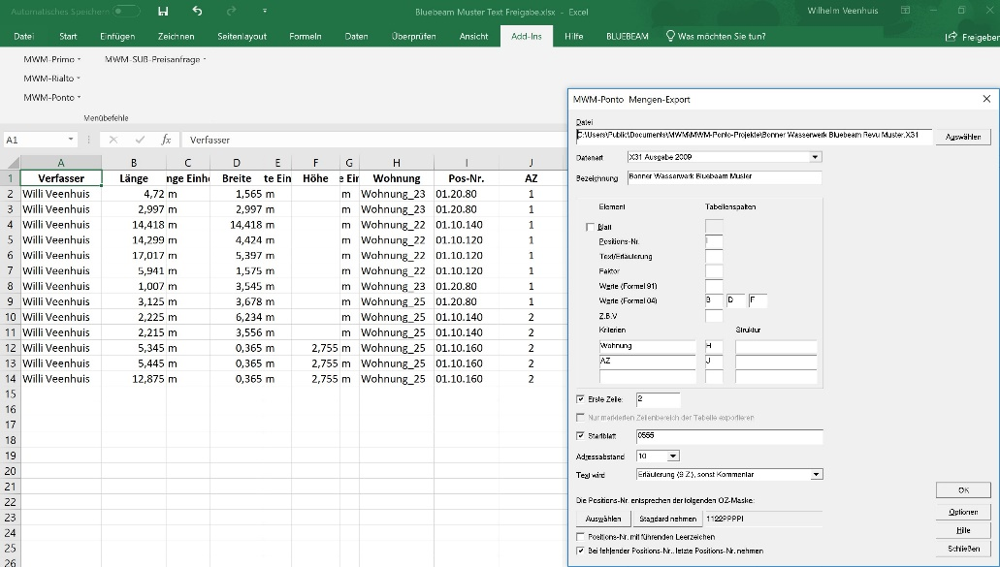 Automatisches Speichern
Bluebeam Muster Text Freigabe.xlsx - Excel
Wilhelm Veenhuis
Datei Start Einfügen Zeichnen Seitenlayout Formeln Daten Überprüfen Ansicht Add-Ins Hilfe BLUEBEAM Was möchten Sie tun? Freigeben
MWM-Primo MWM-SUB-Preisanfrage
MWM-Rialto
MWM-Ponto
Menübefehle
A1 fx Verfasser
A B C D E F G H I J
1 Verfasser Länge nge Einhe Breite te Ein Höhe e Ein Wohnung Pos-Nr. AZ
2 Willi Veenhuis 4,72 m 1,565 m m Wohnung_23 01.20.80 1
3 Willi Veenhuis 2,997 m 2,997 m m Wohnung_23 01.20.80 1
4 Willi Veenhuis 14,418 m 14,418 m m Wohnung_22 01.10.140 1
5 Willi Veenhuis 14,299 m 4,424 m m Wohnung_22 01.10.120 1
6 Willi Veenhuis 17,017 m 5,397 m m Wohnung_22 01.10.120 1
7 Willi Veenhuis 5,941 m 1,575 m m Wohnung_22 01.10.120 1
8 Willi Veenhuis 1,007 m 3,545 m m Wohnung_23 01.20.80 1
9 Willi Veenhuis 3,125 m 3,678 m m Wohnung_25 01.20.80 1
10 Willi Veenhuis 2,225 m 6,234 m m Wohnung_25 01.10.140 2
11 Willi Veenhuis 2,215 m 3,556 m m Wohnung_25 01.10.140 2
12 Willi Veenhuis 5,345 m 0,365 m 2,755 m Wohnung_25 01.10.160 2
13 Willi Veenhuis 5,445 m 0,365 m 2,755 m Wohnung_25 01.10.160 2
14 Willi Veenhuis 12,875 m 0,365 m 2,755 m Wohnung_25 01.10.160 2
15
16
17
18
19
20
21
22
23
24
25
26
MWM-Ponto Mengen-Export
Datei
C:\Users\Public\Documents\MWM\MWM-Ponto-Projekte\Bonner Wasserwerk Bluebeam Revu Muster.X31 Auswählen
Datenart X31 Ausgabe 2009
Bezeichnung Bonner Wasserwerk Bluebeam Muster
Element Tabellenspalten
Blatt
Positions-Nr. I
Text/Erläuterung
Faktor
Werte (Formel 91)
Werte (Formel 04) B D F
Z.B.V
Kriterien Struktur
Wohnung H
AZ J
Erste Zeile: 2
Nur markierten Zeilenbereich der Tabelle exportieren
Startblatt 0555
Adressabstand 10
Text wird Erläuterung (9 Z.), sonst Kommentar
Die Positions-Nr. entsprechen der folgenden OZ-Maske:
Auswählen Standard nehmen 1122PPPPI
Positions-Nr. mit führenden Leerzeichen
Bei fehlender Positions-Nr., letzte Positions-Nr. nehmen
OK
Optionen
Hilfe
Schließen